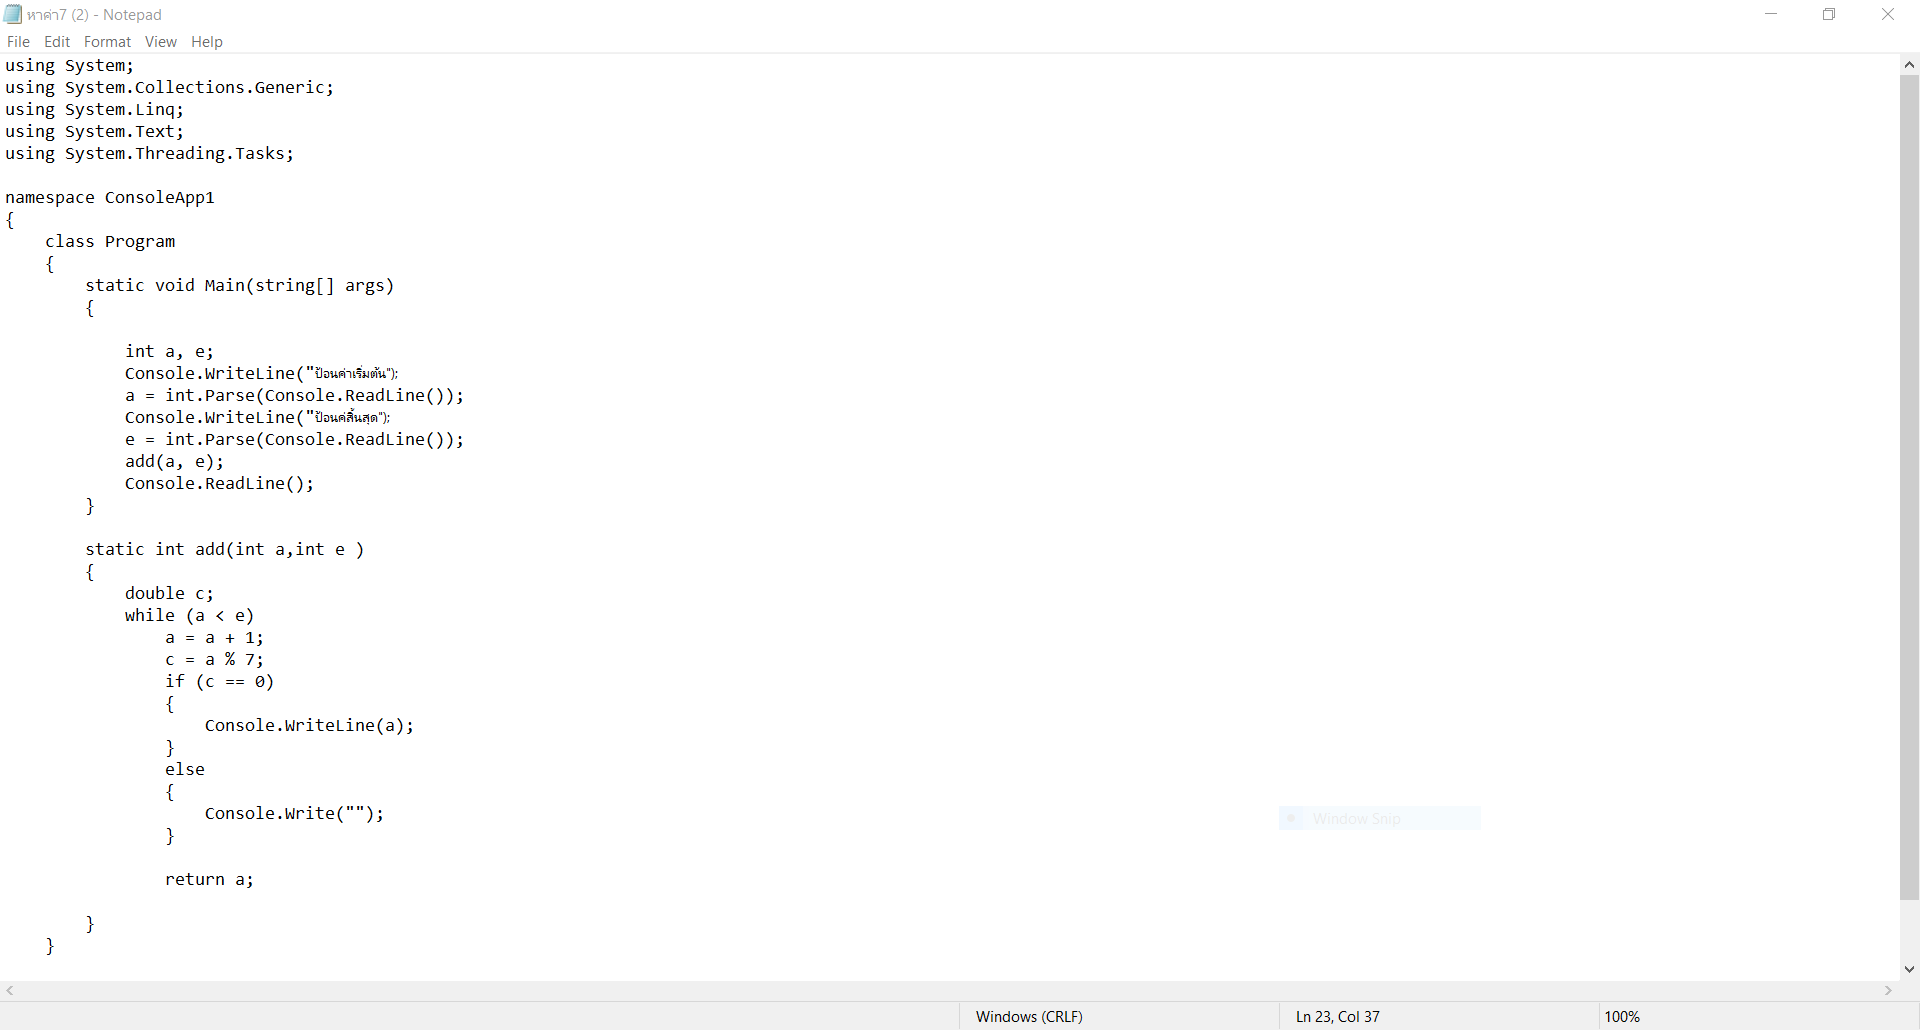 หาค่า7 (2) - Notepad
File Edit Format View Help
using System;
using System.Collections.Generic;
using System.Linq;
using System.Text;
using System.Threading.Tasks;
namespace ConsoleApp1
{
class Program
{
static void Main(string[] args)
{
int a, e;
Console.WriteLine("ป้อนค่าเริ่มต้น");
a = int.Parse(Console.ReadLine());
Console.WriteLine("ป้อนค่สิ้นสุด");
e = int.Parse(Console.ReadLine());
add(a, e);
Console.ReadLine();
}
static int add(int a,int e )
{
double c;
while (a < e)
a = a + 1;
c = a % 7;
if (c == 0)
{
Console.WriteLine(a);
}
else
{
Console.Write("");
}
return a;
}
}
Window Snip
Windows (CRLF) Ln 23, Col 37 100%